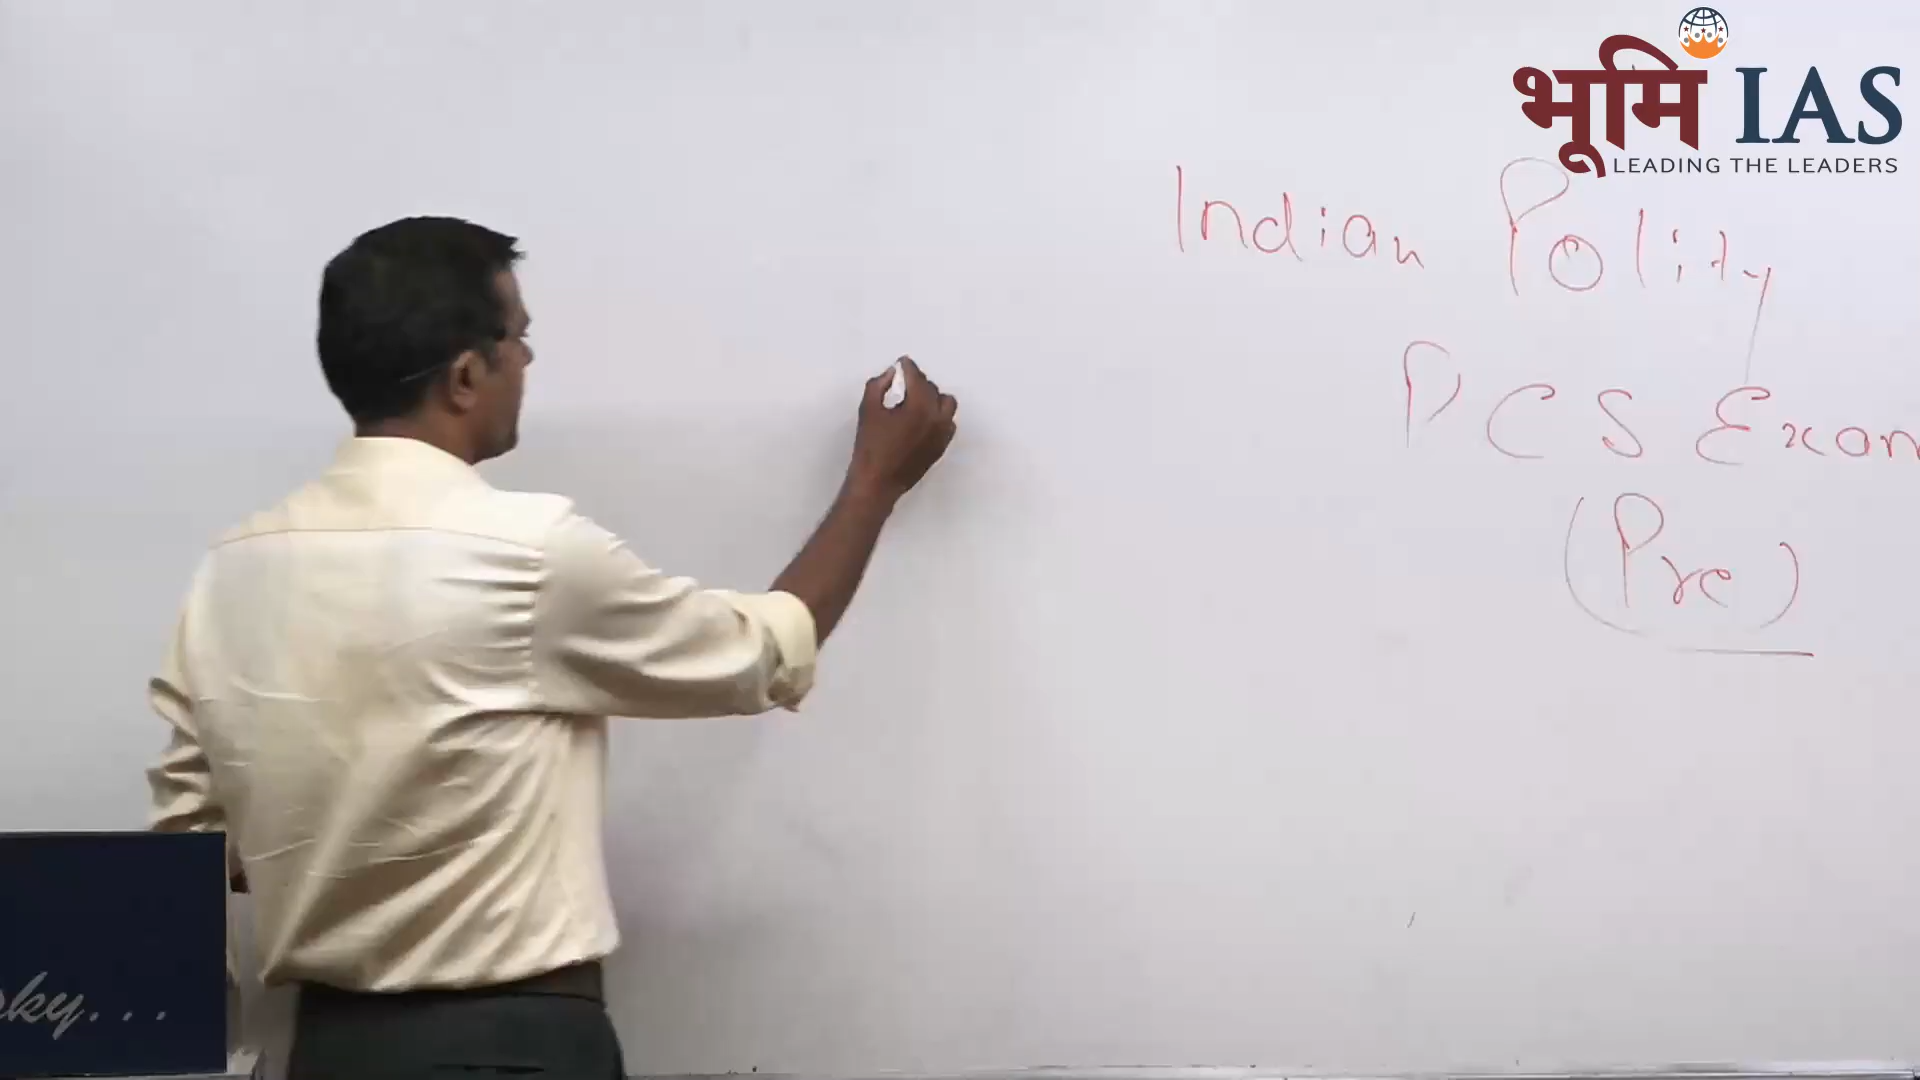 भूमि IAS
LEADING THE LEADERS
Indian Polity
PCS Exam
(Pre)